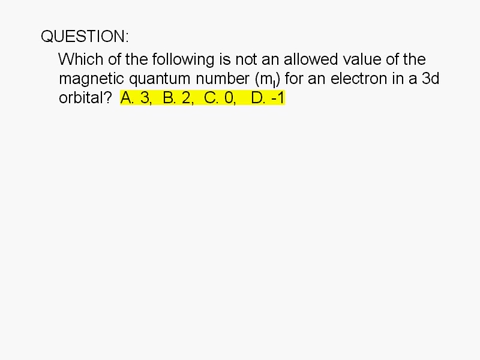 QUESTION:
Which of the following is not an allowed value of the
magnetic quantum number (mₗ) for an electron in a 3d
orbital? A. 3, B. 2, C. 0, D. -1